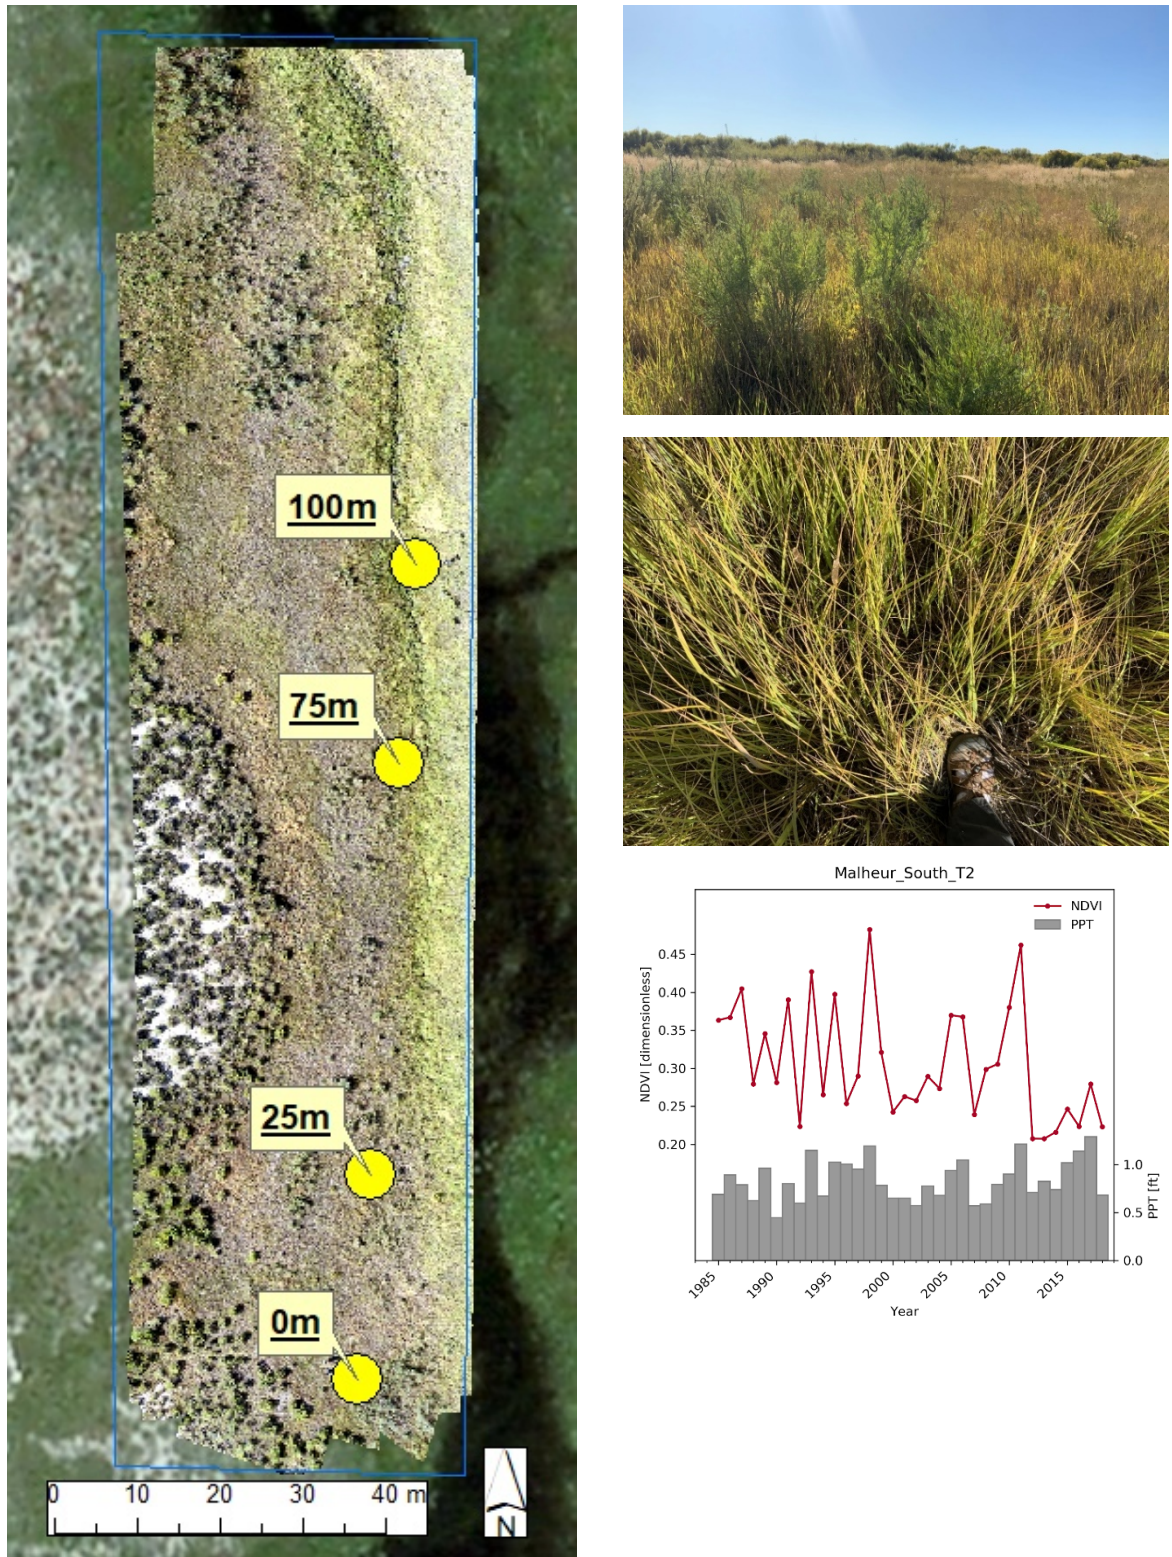 100m
75m
25m
0m
0 10 20 30 40 m
N
Malheur_South_T2
NDVI
PPT
NDVI [dimensionless]
0.45
0.40
0.35
0.30
0.25
0.20
1.0
0.5
0.0
PPT [ft]
1985 1990 1995 2000 2005 2010 2015
Year